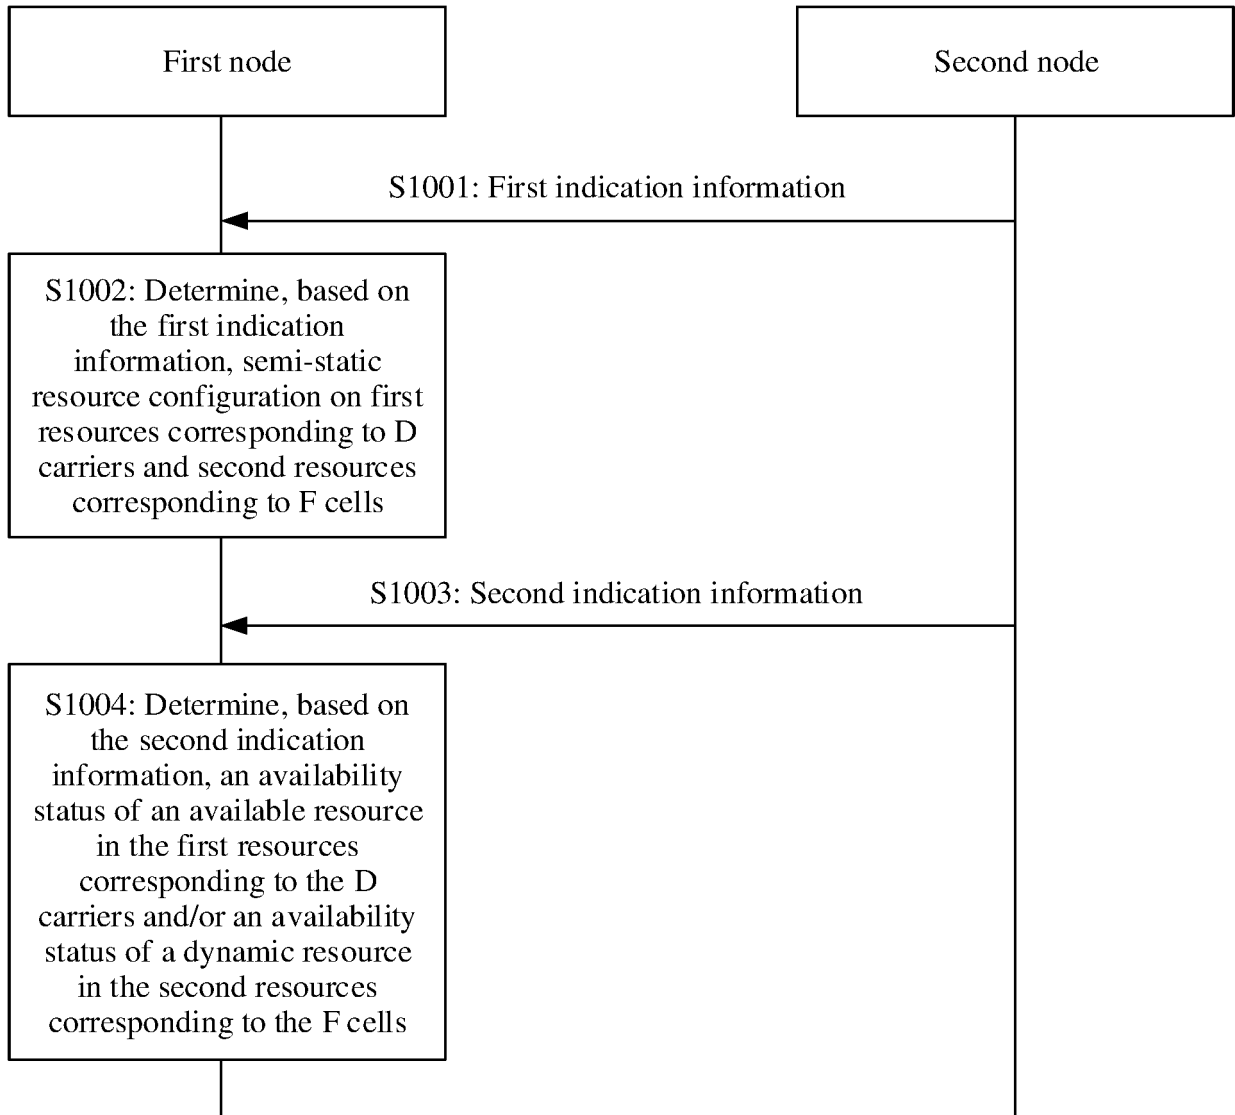 First node
Second node
S1001: First indication information
S1002: Determine, based on
the first indication
information, semi-static
resource configuration on first
resources corresponding to D
carriers and second resources
corresponding to F cells
S1003: Second indication information
S1004: Determine, based on
the second indication
information, an availability
status of an available resource
in the first resources
corresponding to the D
carriers and/or an availability
status of a dynamic resource
in the second resources
corresponding to the F cells